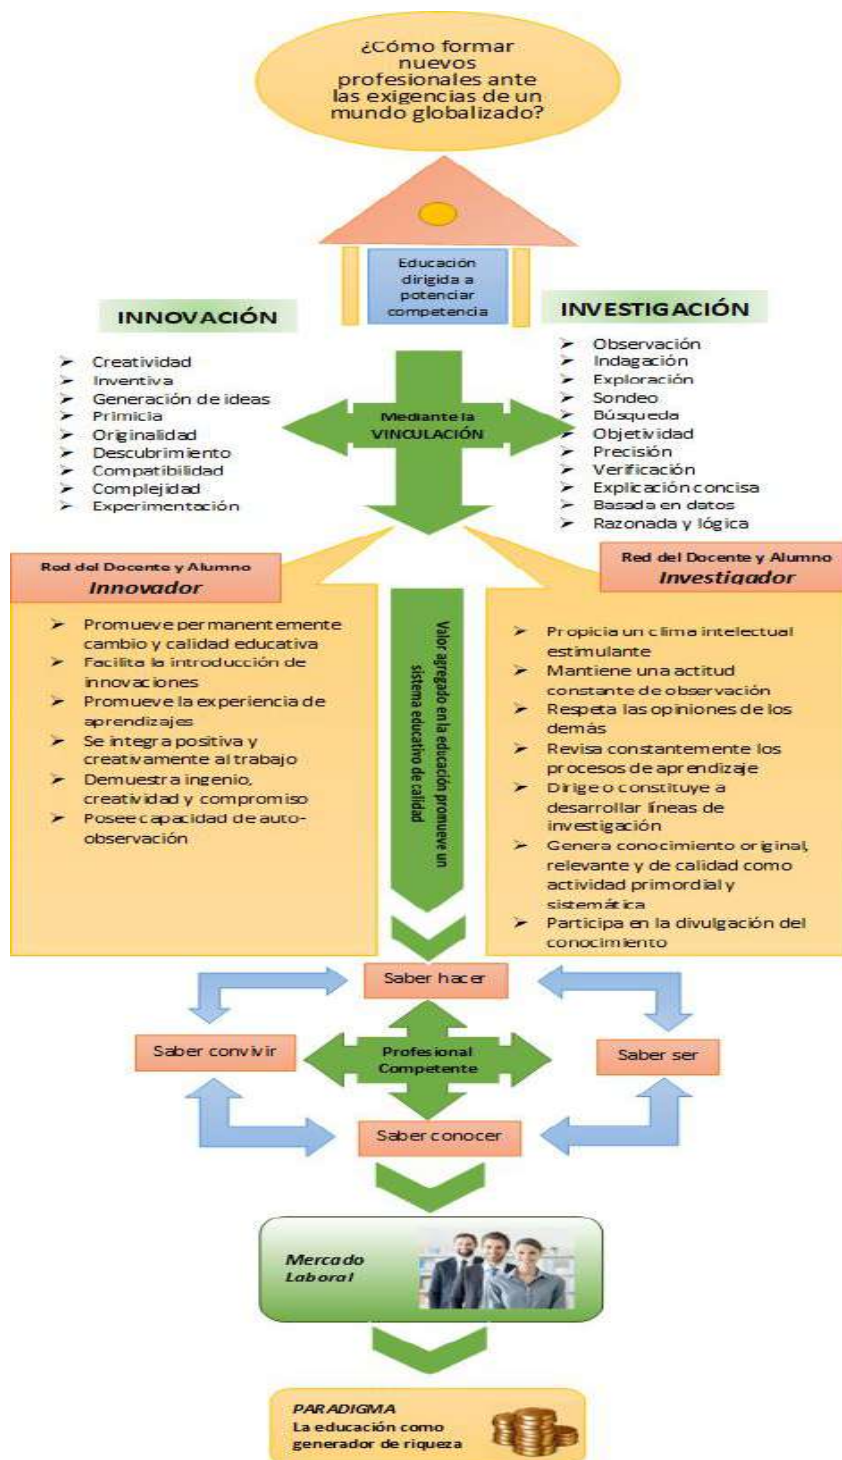 ¿Cómo formar
nuevos
profesionales ante
las exigencias de un
mundo globalizado?
Educación
dirigida a
potenciar
competencia
INNOVACIÓN
Creatividad
Inventiva
Generación de ideas
Primicia
Originalidad
Descubrimiento
Compatibilidad
Complejidad
Experimentación
Mediante la
VINCULACIÓN
INVESTIGACIÓN
Observación
Indagación
Exploración
Sondeo
Búsqueda
Objetividad
Precisión
Verificación
Explicación concisa
Basada en datos
Razonada y lógica
Red del Docente y Alumno
Innovador
Promueve permanentemente
cambio y calidad educativa
Facilita la introducción de
innovaciones
Promueve la experiencia de
aprendizajes
Se integra positiva y
creativamente al trabajo
Demuestra ingenio,
creatividad y compromiso
Posee capacidad de auto-
observación
Valor agregado en la educación promueve un
sistema educativo de calidad
Red del Docente y Alumno
Investigador
Propicia un clima intelectual
estimulante
Mantiene una actitud
constante de observación
Respeta las opiniones de los
demás
Revisa constantemente los
procesos de aprendizaje
Dirige o constituye a
desarrollar líneas de
investigación
Genera conocimiento original,
relevante y de calidad como
actividad primordial y
sistemática
Participa en la divulgación del
conocimiento
Saber hacer
Saber convivir
Profesional
Competente
Saber ser
Saber conocer
Mercado
Laboral
PARADIGMA
La educación como
generador de riqueza